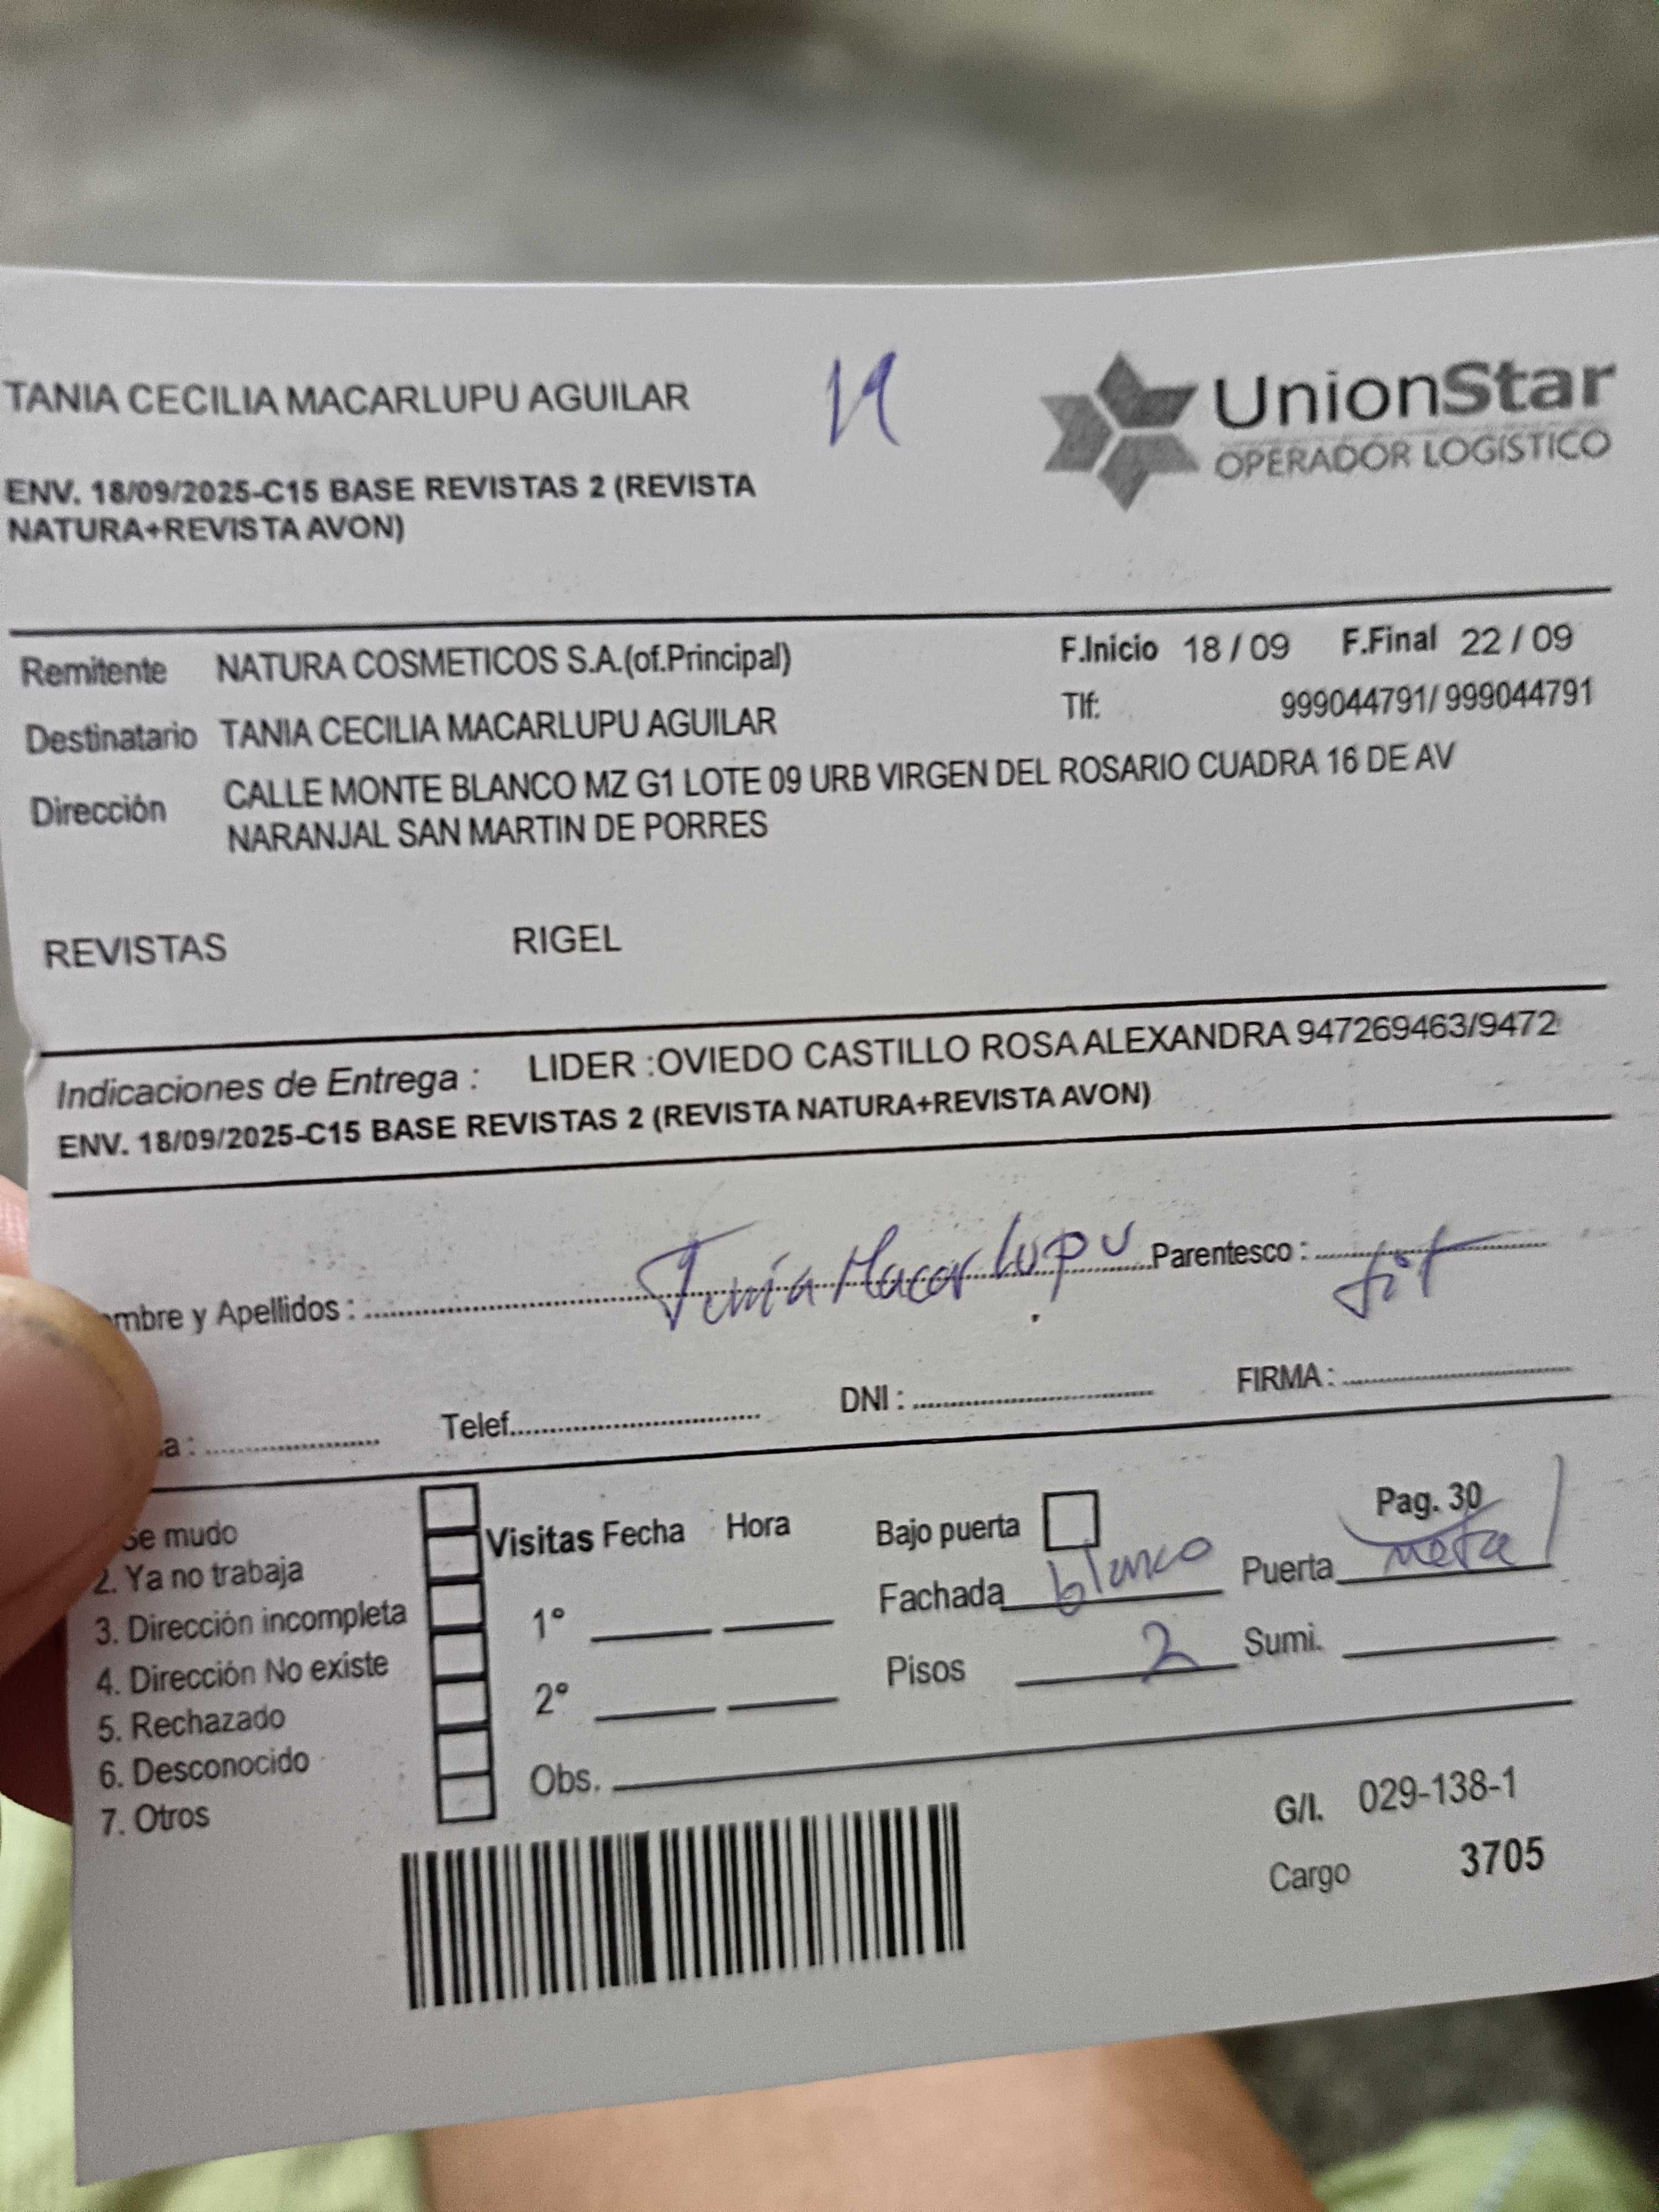 TANIA CECILIA MACARLUPU AGUILAR
19
UnionStar
OPERADOR LOGÍSTICO
ENV. 18/09/2025-C15 BASE REVISTAS 2 (REVISTA
NATURA+REVISTA AVON)
Remitente NATURA COSMETICOS S.A.(of.Principal) F.Inicio 18 / 09 F.Final 22 / 09
Destinatario TANIA CECILIA MACARLUPU AGUILAR Tlf: 999044791/ 999044791
Dirección CALLE MONTE BLANCO MZ G1 LOTE 09 URB VIRGEN DEL ROSARIO CUADRA 16 DE AV
NARANJAL SAN MARTIN DE PORRES
REVISTAS RIGEL
Indicaciones de Entrega : LIDER :OVIEDO CASTILLO ROSA ALEXANDRA 947269463/9472
ENV. 18/09/2025-C15 BASE REVISTAS 2 (REVISTA NATURA+REVISTA AVON)
mbre y Apellidos : Tania Macarlupu Parentesco : tit
a : Telef. DNI : FIRMA :
Se mudo
2. Ya no trabaja
3. Dirección incompleta
4. Dirección No existe
5. Rechazado
6. Desconocido
7. Otros
Visitas Fecha Hora
1°
2°
Obs.
Bajo puerta Pag. 30
Fachada blanco Puerta metal
Pisos 2 Sumi.
G/I. 029-138-1
Cargo 3705